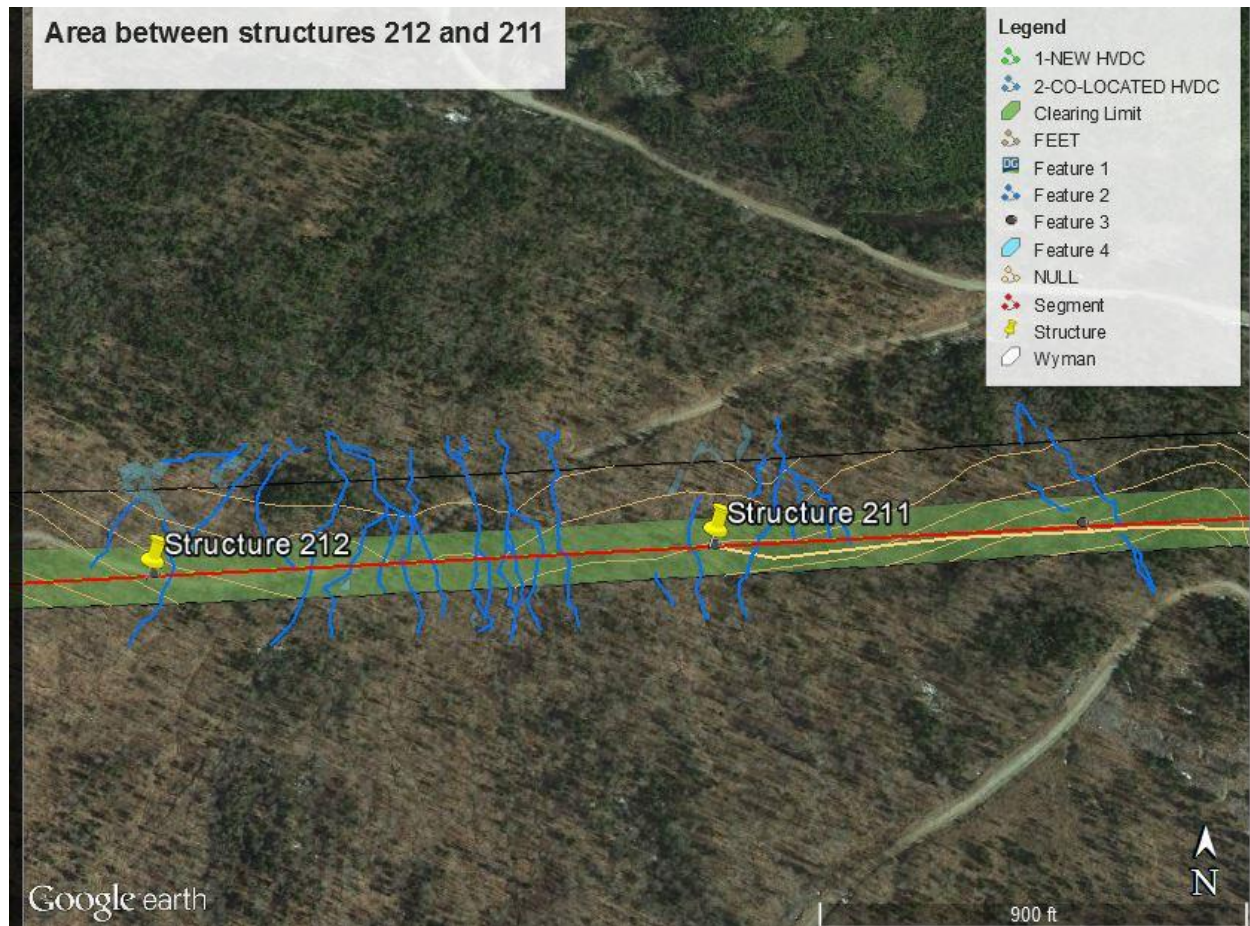 Area between structures 212 and 211
Legend
1-NEW HVDC
2-CO-LOCATED HVDC
Clearing Limit
FEET
DG Feature 1
Feature 2
Feature 3
Feature 4
NULL
Segment
Structure
Wyman
Structure 211
Structure 212
N
Google earth
900 ft